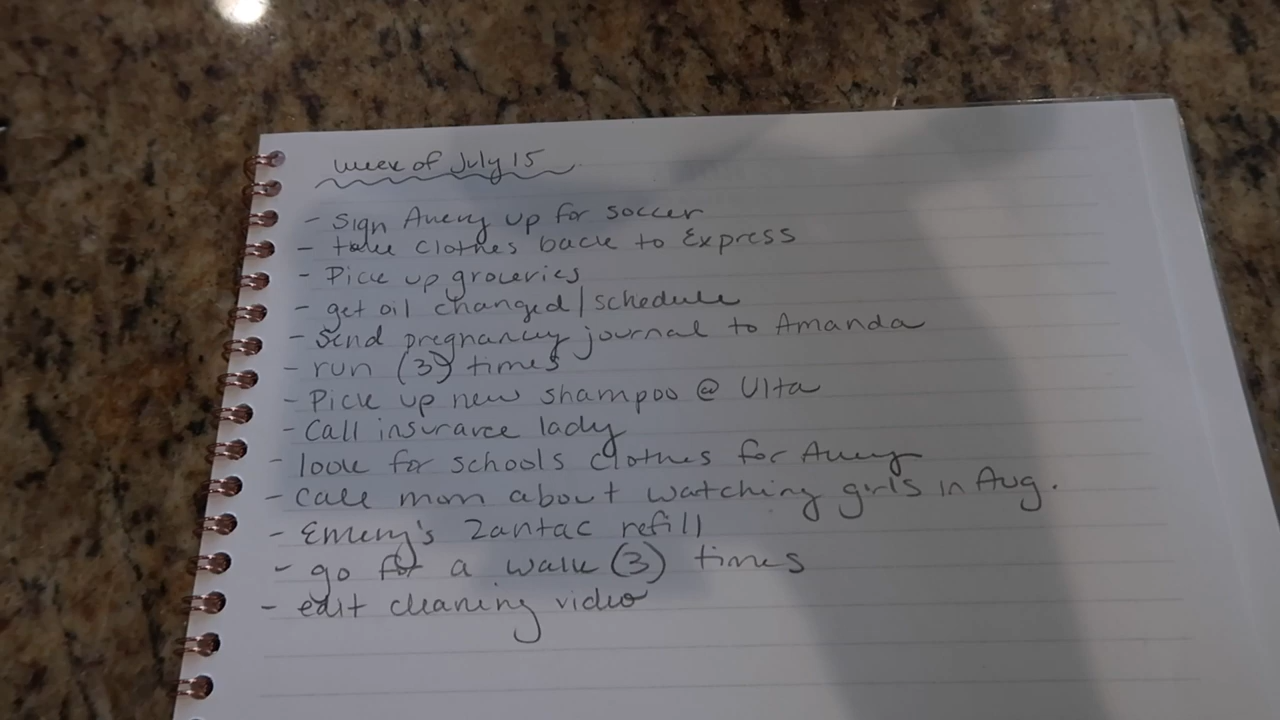 week of July 15
- Sign Avery up for soccer
- take clothes back to Express
- Pick up groceries
- get oil changed/schedule
- Send pregnancy journal to Amanda
- run (3) times
- Pick up new shampoo @ Ulta
- Call insurance lady
- look for schools clothes for Avery
- call mom about watching girls in Aug.
- Emery's Zantac refill
- go for a walk (3) times
- edit cleaning video